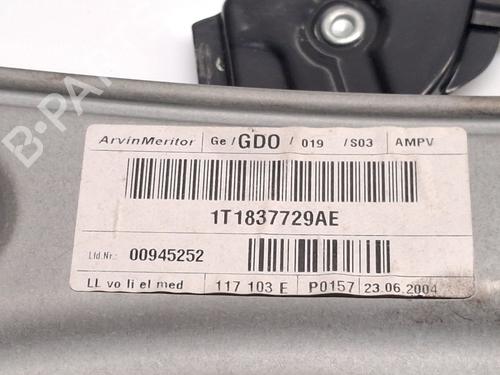 B-PARTS
ArvinMeritor Ge / GDO / 019 / S03 AMPV
1T1837729AE
Lfd.Nr.: 00945252
LL vo li el med 117 103 E P0157 23.06.2004